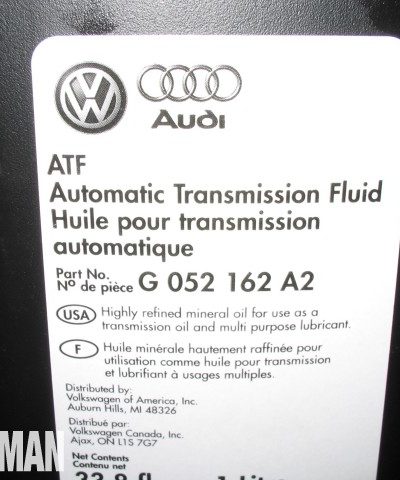 Audi
ATF
Automatic Transmission Fluid
Huile pour transmission
automatique
Part No.
Nº de pièce G 052 162 A2
USA Highly refined mineral oil for use as a
transmission oil and multi purpose lubricant.
F Huile minérale hautement raffinée pour
utilisation comme huile pour transmission
et lubrifiant à usages multiples.
Distributed by:
Volkswagen of America, Inc.
Auburn Hills, MI 48326
Distribué par:
Volkswagen Canada, Inc.
Ajax, ON L1S 7G7
MAN
Net Contents
Contenu net